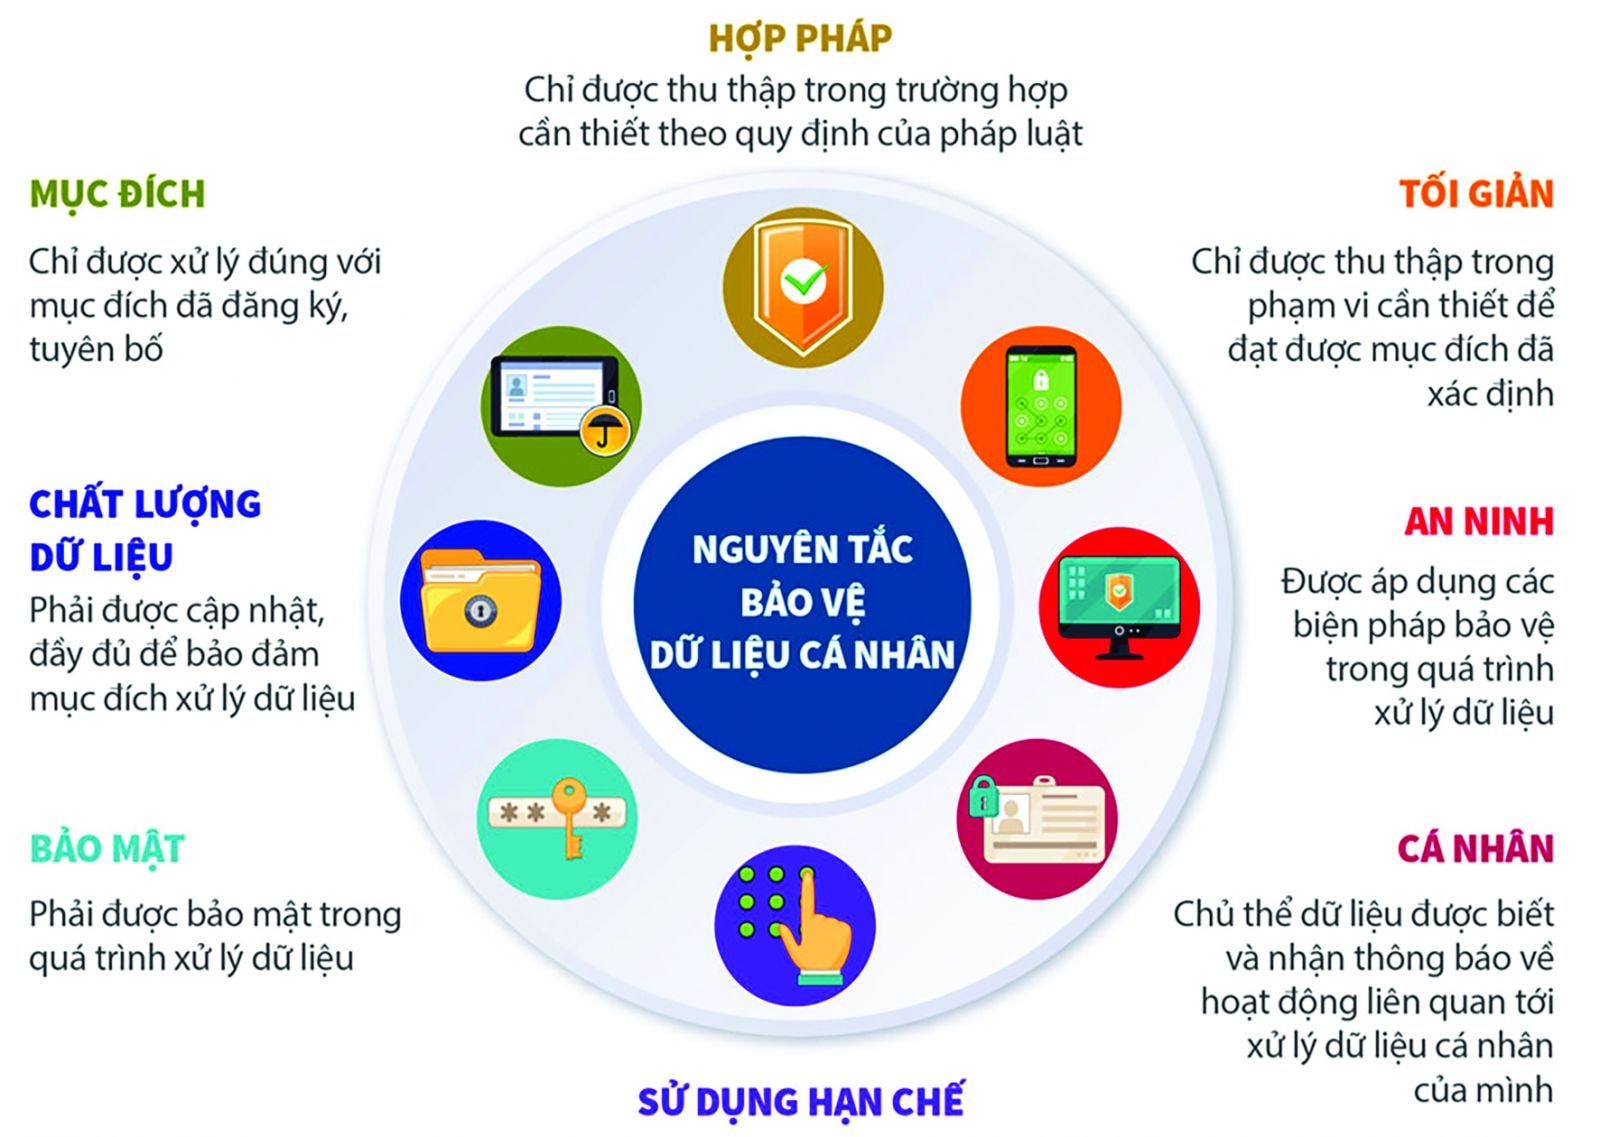 HỢP PHÁP
Chỉ được thu thập trong trường hợp
cần thiết theo quy định của pháp luật
MỤC ĐÍCH
Chỉ được xử lý đúng với
mục đích đã đăng ký,
tuyên bố
TỐI GIẢN
Chỉ được thu thập trong
phạm vi cần thiết để
đạt được mục đích đã
xác định
CHẤT LƯỢNG
DỮ LIỆU
Phải được cập nhật,
đầy đủ để bảo đảm
mục đích xử lý dữ liệu
NGUYÊN TẮC
BẢO VỆ
DỮ LIỆU CÁ NHÂN
AN NINH
Được áp dụng các
biện pháp bảo vệ
trong quá trình
xử lý dữ liệu
BẢO MẬT
Phải được bảo mật trong
quá trình xử lý dữ liệu
CÁ NHÂN
Chủ thể dữ liệu được biết
và nhận thông báo về
hoạt động liên quan tới
xử lý dữ liệu cá nhân
của mình
SỬ DỤNG HẠN CHẾ